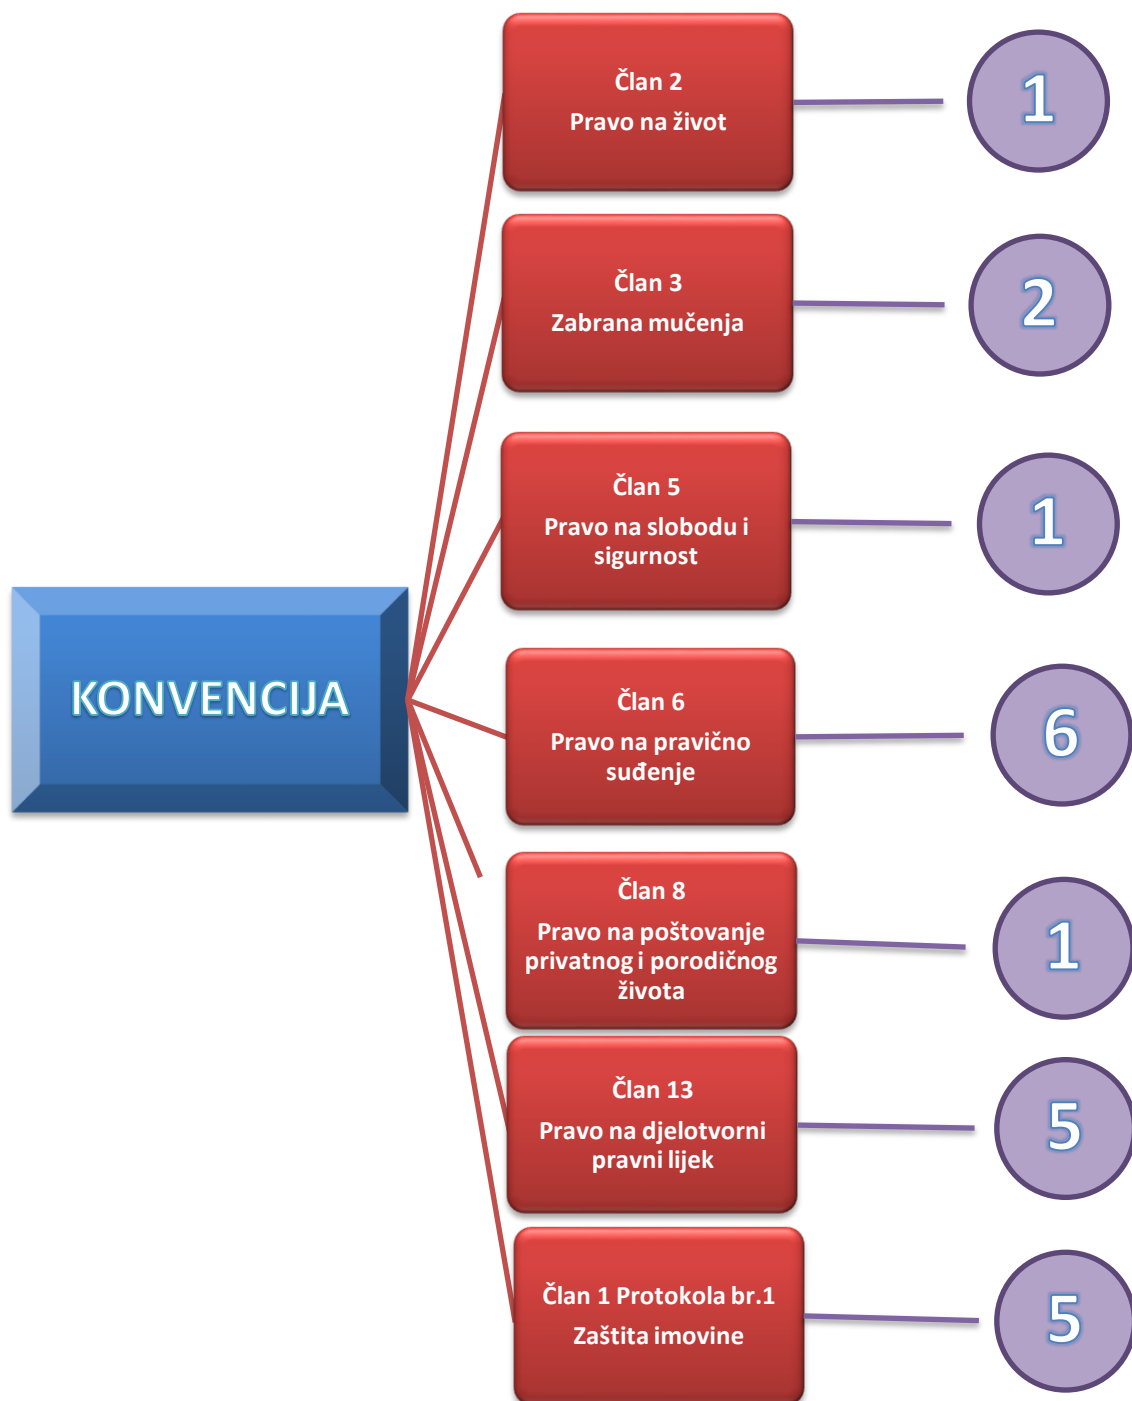 Član 2
Pravo na život
1
Član 3
Zabrana mučenja
2
Član 5
Pravo na slobodu i
sigurnost
1
KONVENCIJA
Član 6
Pravo na pravično
suđenje
6
Član 8
Pravo na poštovanje
privatnog i porodičnog
života
1
Član 13
Pravo na djelotvorni
pravni lijek
5
Član 1 Protokola br.1
Zaštita imovine
5